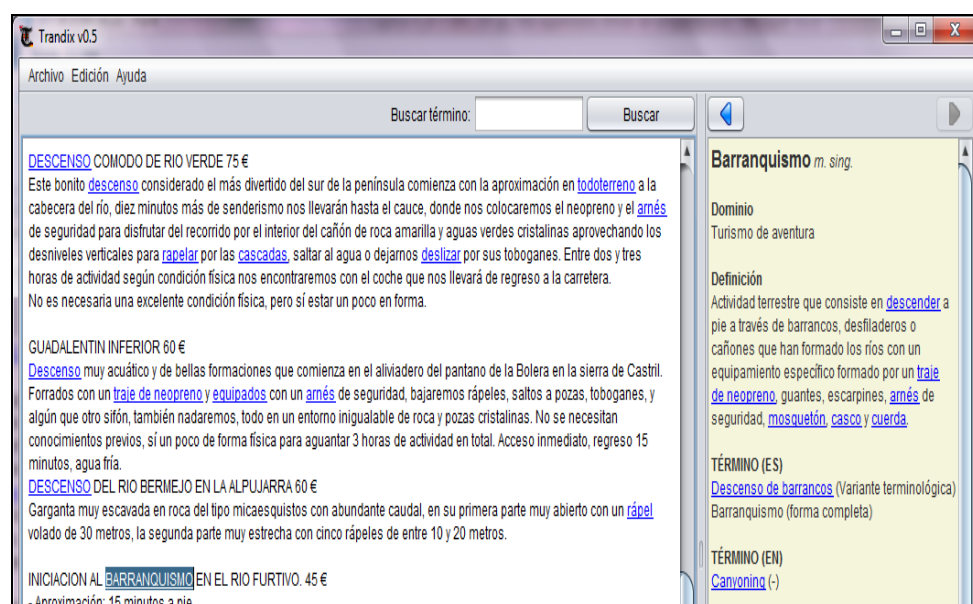 Trandix v0.5
Archivo Edición Ayuda
Buscar término: Buscar
DESCENSO COMODO DE RIO VERDE 75 €
Este bonito descenso considerado el más divertido del sur de la península comienza con la aproximación en todoterreno a la
cabecera del río, diez minutos más de senderismo nos llevarán hasta el cauce, donde nos colocaremos el neopreno y el arnés
de seguridad para disfrutar del recorrido por el interior del cañón de roca amarilla y aguas verdes cristalinas aprovechando los
desniveles verticales para rapelar por las cascadas, saltar al agua o dejarnos deslizar por sus toboganes. Entre dos y tres
horas de actividad según condición física nos encontraremos con el coche que nos llevará de regreso a la carretera.
No es necesaria una excelente condición física, pero sí estar un poco en forma.
GUADALENTIN INFERIOR 60 €
Descenso muy acuático y de bellas formaciones que comienza en el aliviadero del pantano de la Bolera en la sierra de Castril.
Forrados con un traje de neopreno y equipados con un arnés de seguridad, bajaremos rápeles, saltos a pozas, toboganes, y
algún que otro sifón, también nadaremos, todo en un entorno inigualable de roca y pozas cristalinas. No se necesitan
conocimientos previos, sí un poco de forma física para aguantar 3 horas de actividad en total. Acceso inmediato, regreso 15
minutos, agua fría.
DESCENSO DEL RIO BERMEJO EN LA ALPUJARRA 60 €
Garganta muy escavada en roca del tipo micaesquistos con abundante caudal, en su primera parte muy abierto con un rápel
volado de 30 metros, la segunda parte muy estrecha con cinco rápeles de entre 10 y 20 metros.
INICIACION AL BARRANQUISMO EN EL RIO FURTIVO. 45 €
- Aproximación: 15 minutos a pie
Barranquismo m. sing.
Dominio
Turismo de aventura
Definición
Actividad terrestre que consiste en descender a
pie a través de barrancos, desfiladeros o
cañones que han formado los ríos con un
equipamiento específico formado por un traje
de neopreno, guantes, escarpines, arnés de
seguridad, mosquetón, casco y cuerda.
TÉRMINO (ES)
Descenso de barrancos (Variante terminológica)
Barranquismo (forma completa)
TÉRMINO (EN)
Canyoning (-)